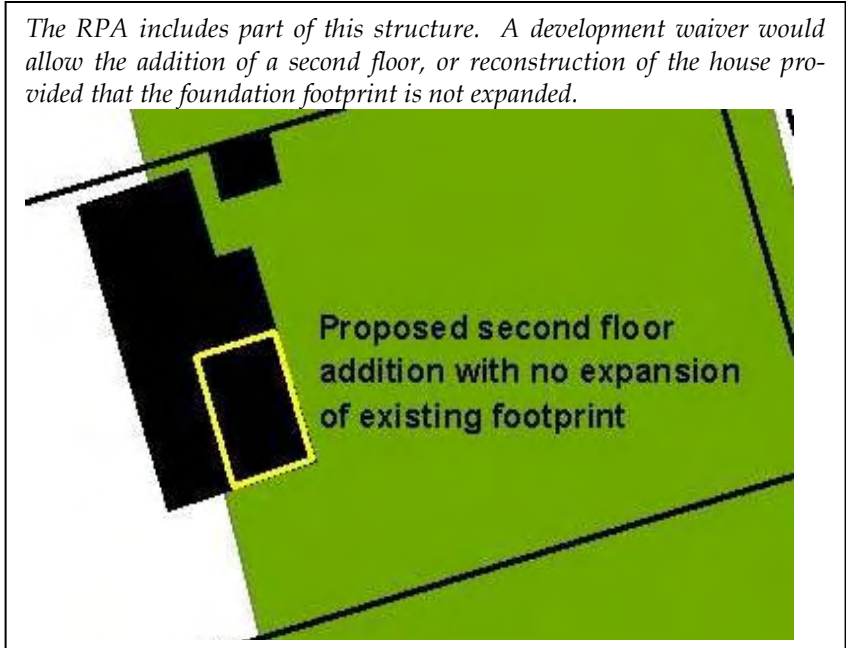 The RPA includes part of this structure. A development waiver would
allow the addition of a second floor, or reconstruction of the house pro-
vided that the foundation footprint is not expanded.
Proposed second floor
addition with no expansion
of existing footprint